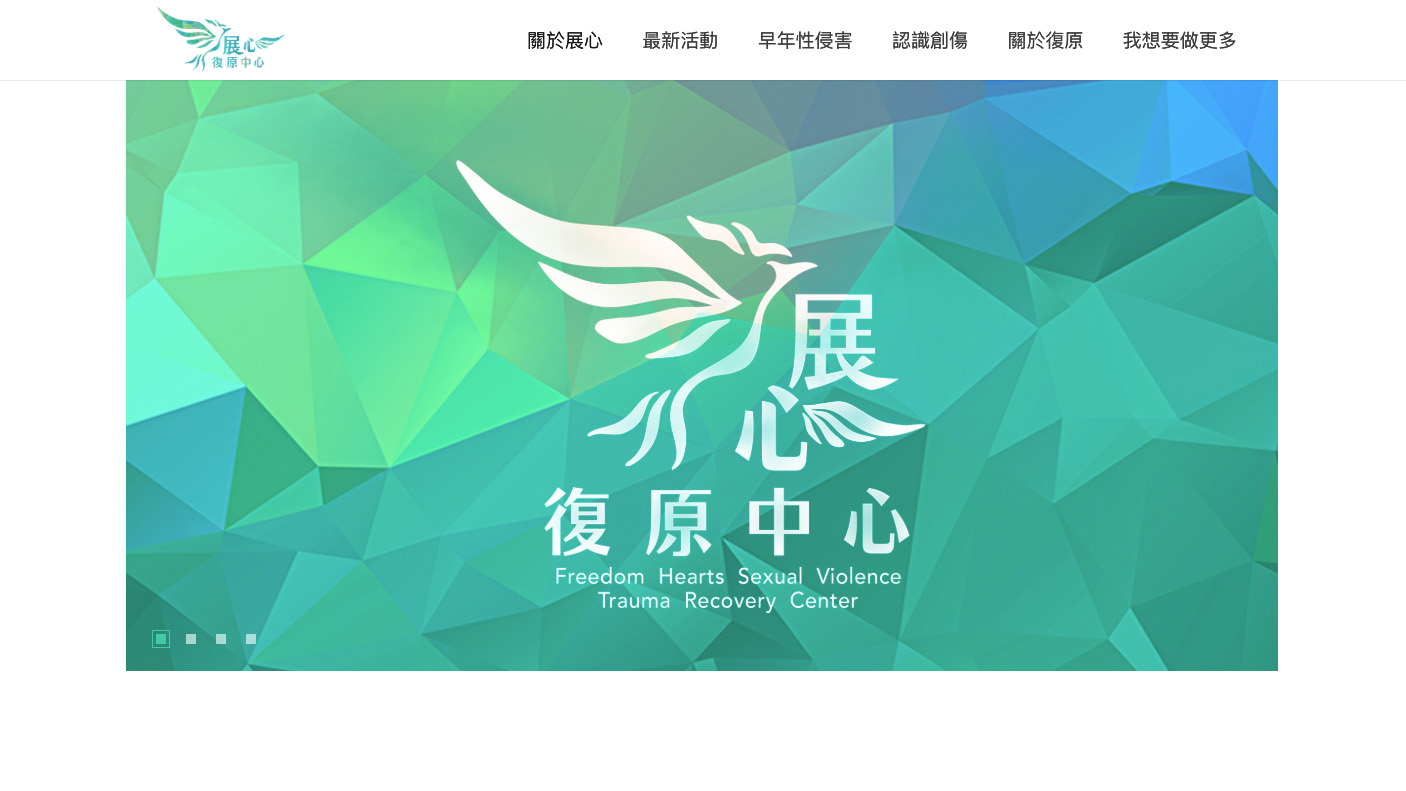 展心
復原中心
關於展心 最新活動 早年性侵害 認識創傷 關於復原 我想要做更多
展
心
復原中心
Freedom Hearts Sexual Violence
Trauma Recovery Center